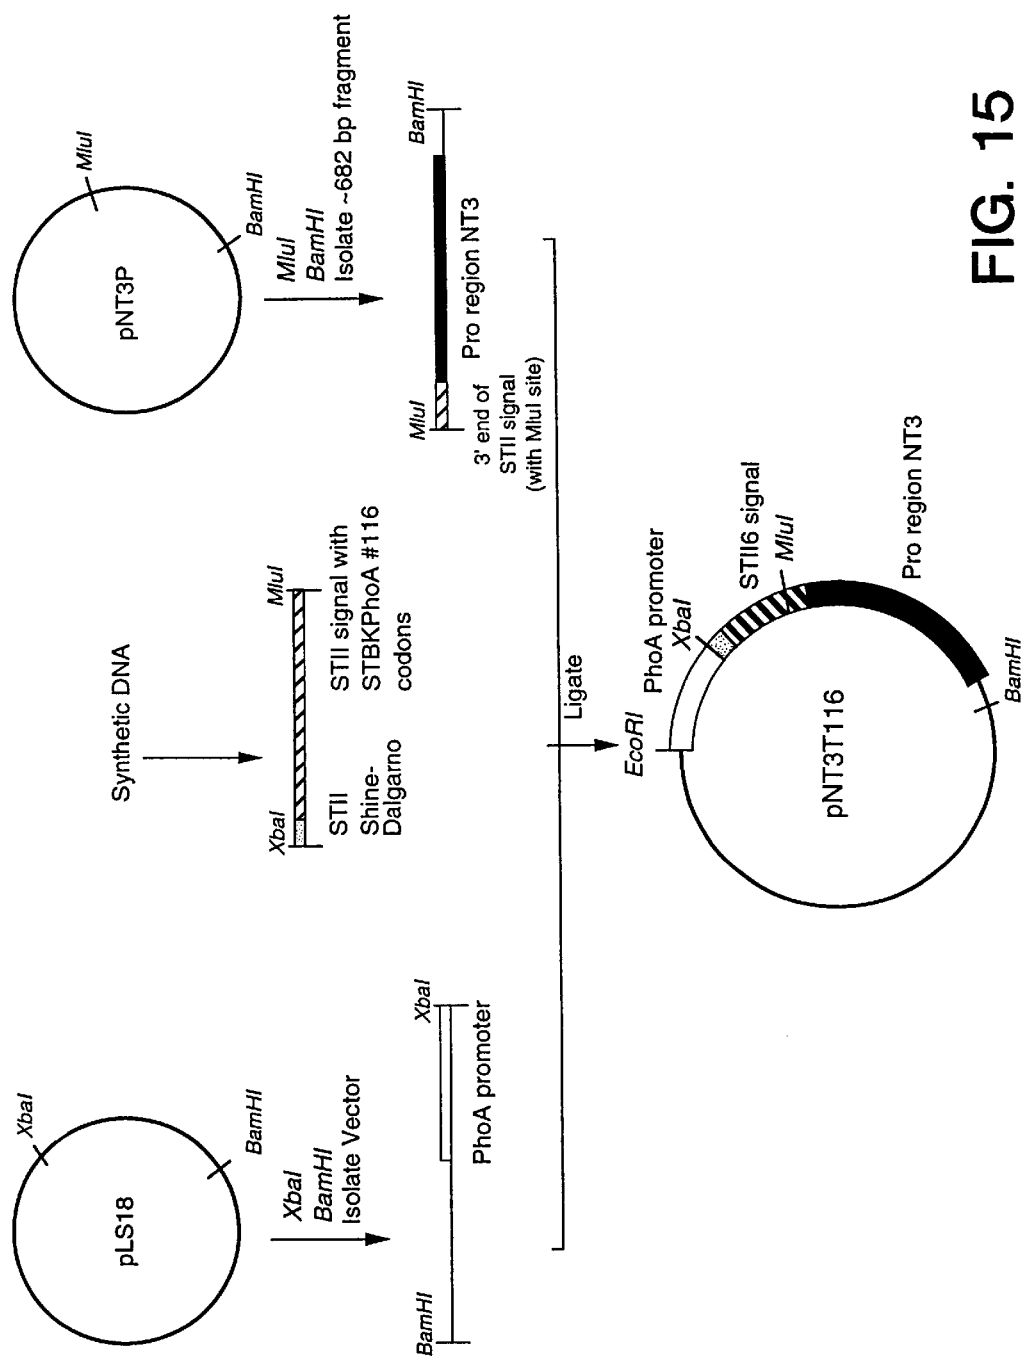 pLS18
XbaI
BamHI
XbaI
BamHI
Isolate Vector
BamHI
XbaI
PhoA promoter
Synthetic DNA
XbaI
MluI
STII
Shine-
Dalgarno
STII signal with
STBKPhoA #116
codons
pNT3P
MluI
BamHI
MluI
BamHI
Isolate ~682 bp fragment
MluI
BamHI
Pro region NT3
3' end of
STII signal
(with MluI site)
Ligate
EcoRI
PhoA promoter
XbaI
STII6 signal
MluI
Pro region NT3
BamHI
pNT3T116
FIG. 15